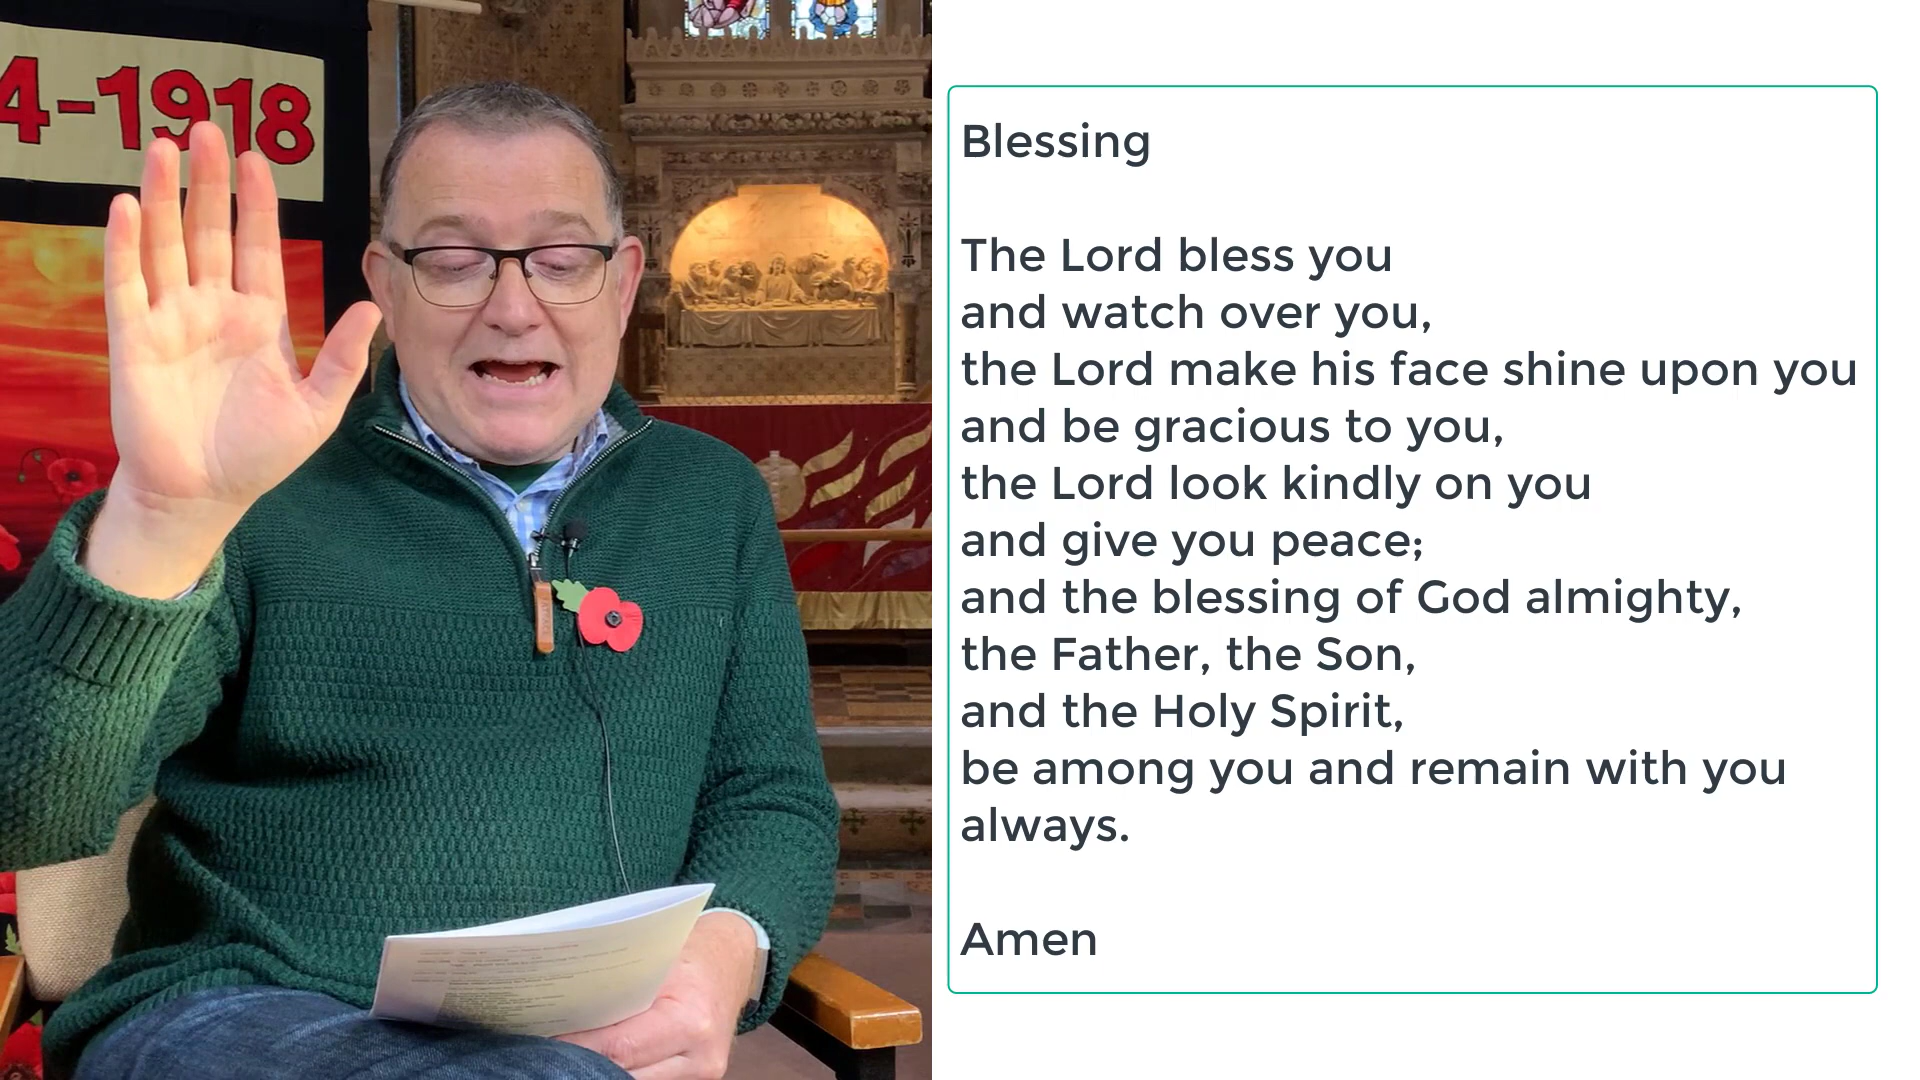 4-1918
Blessing
The Lord bless you
and watch over you,
the Lord make his face shine upon you
and be gracious to you,
the Lord look kindly on you
and give you peace;
and the blessing of God almighty,
the Father, the Son,
and the Holy Spirit,
be among you and remain with you
always.
Amen